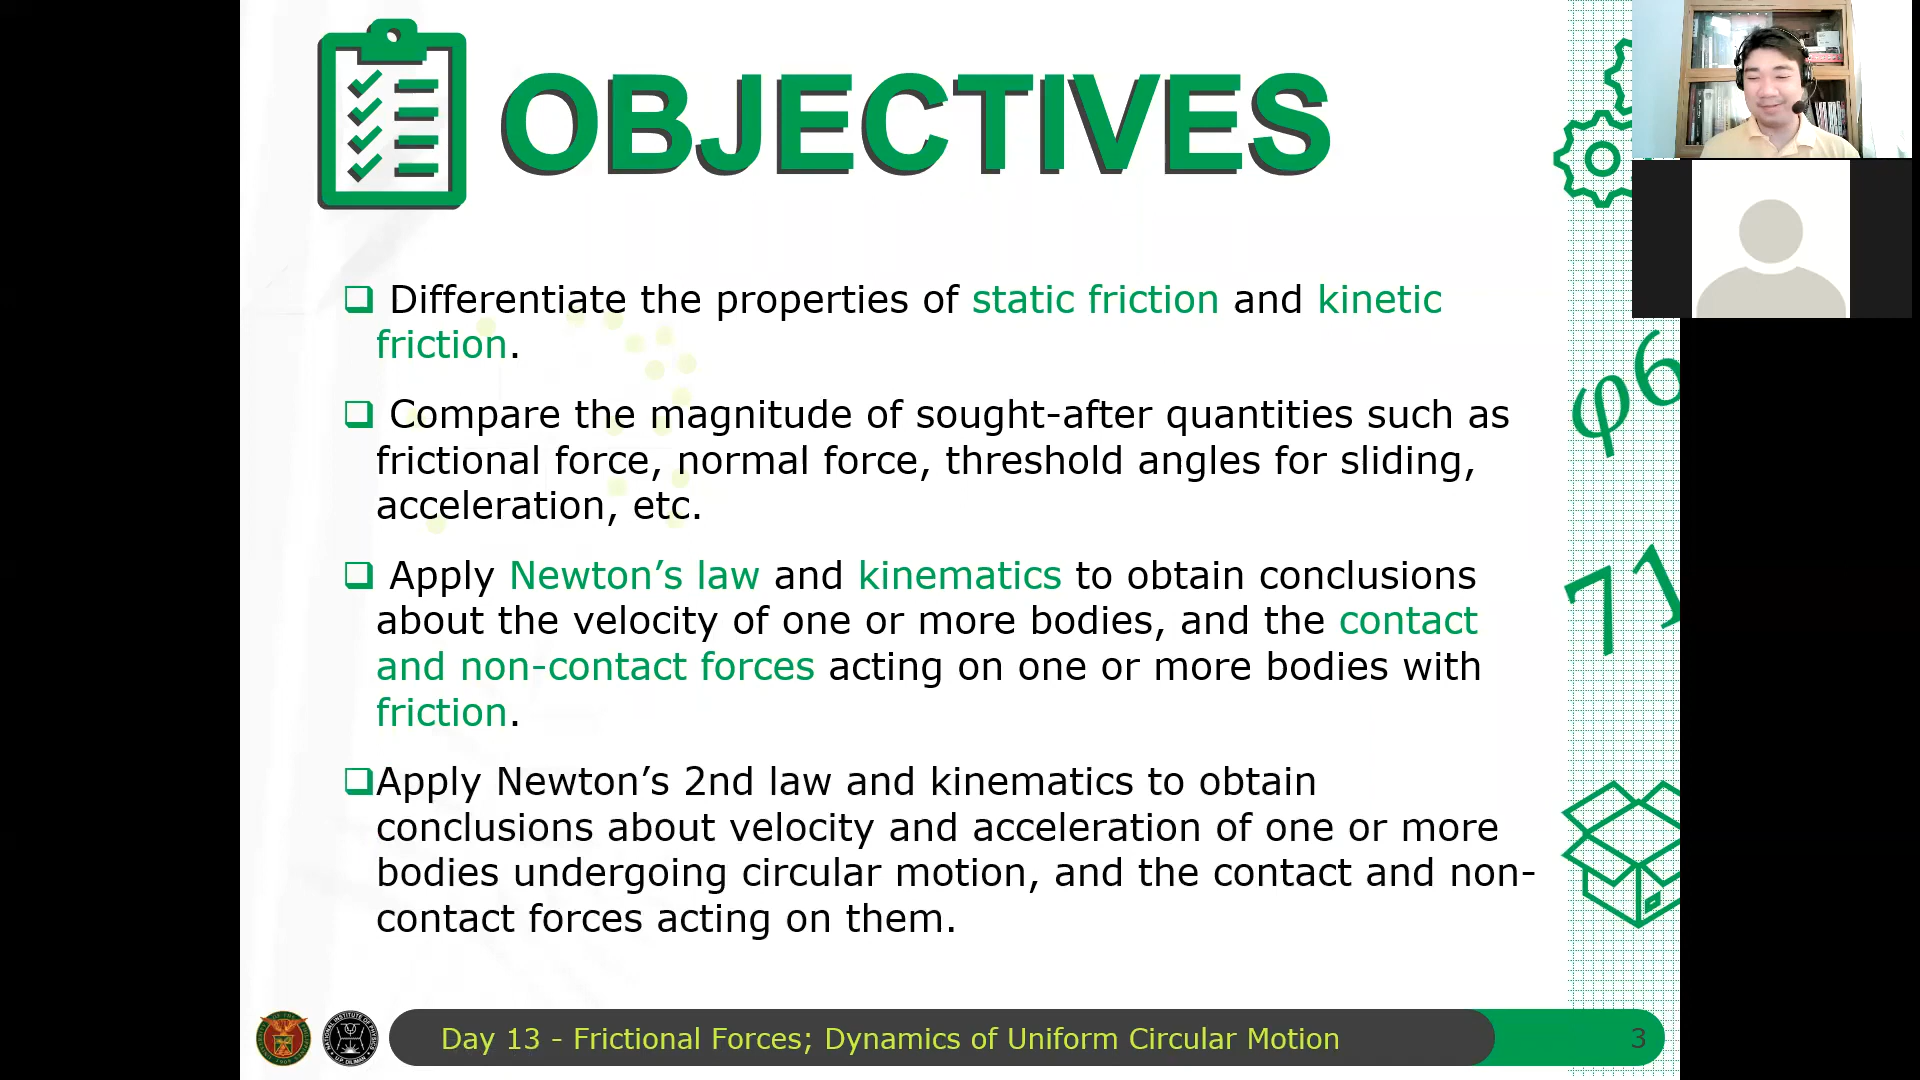 OBJECTIVES
Differentiate the properties of static friction and kinetic
friction.
Compare the magnitude of sought-after quantities such as
frictional force, normal force, threshold angles for sliding,
acceleration, etc.
Apply Newton’s law and kinematics to obtain conclusions
about the velocity of one or more bodies, and the contact
and non-contact forces acting on one or more bodies with
friction.
Apply Newton’s 2nd law and kinematics to obtain
conclusions about velocity and acceleration of one or more
bodies undergoing circular motion, and the contact and non-
contact forces acting on them.
φ6
71
Day 13 - Frictional Forces; Dynamics of Uniform Circular Motion
3